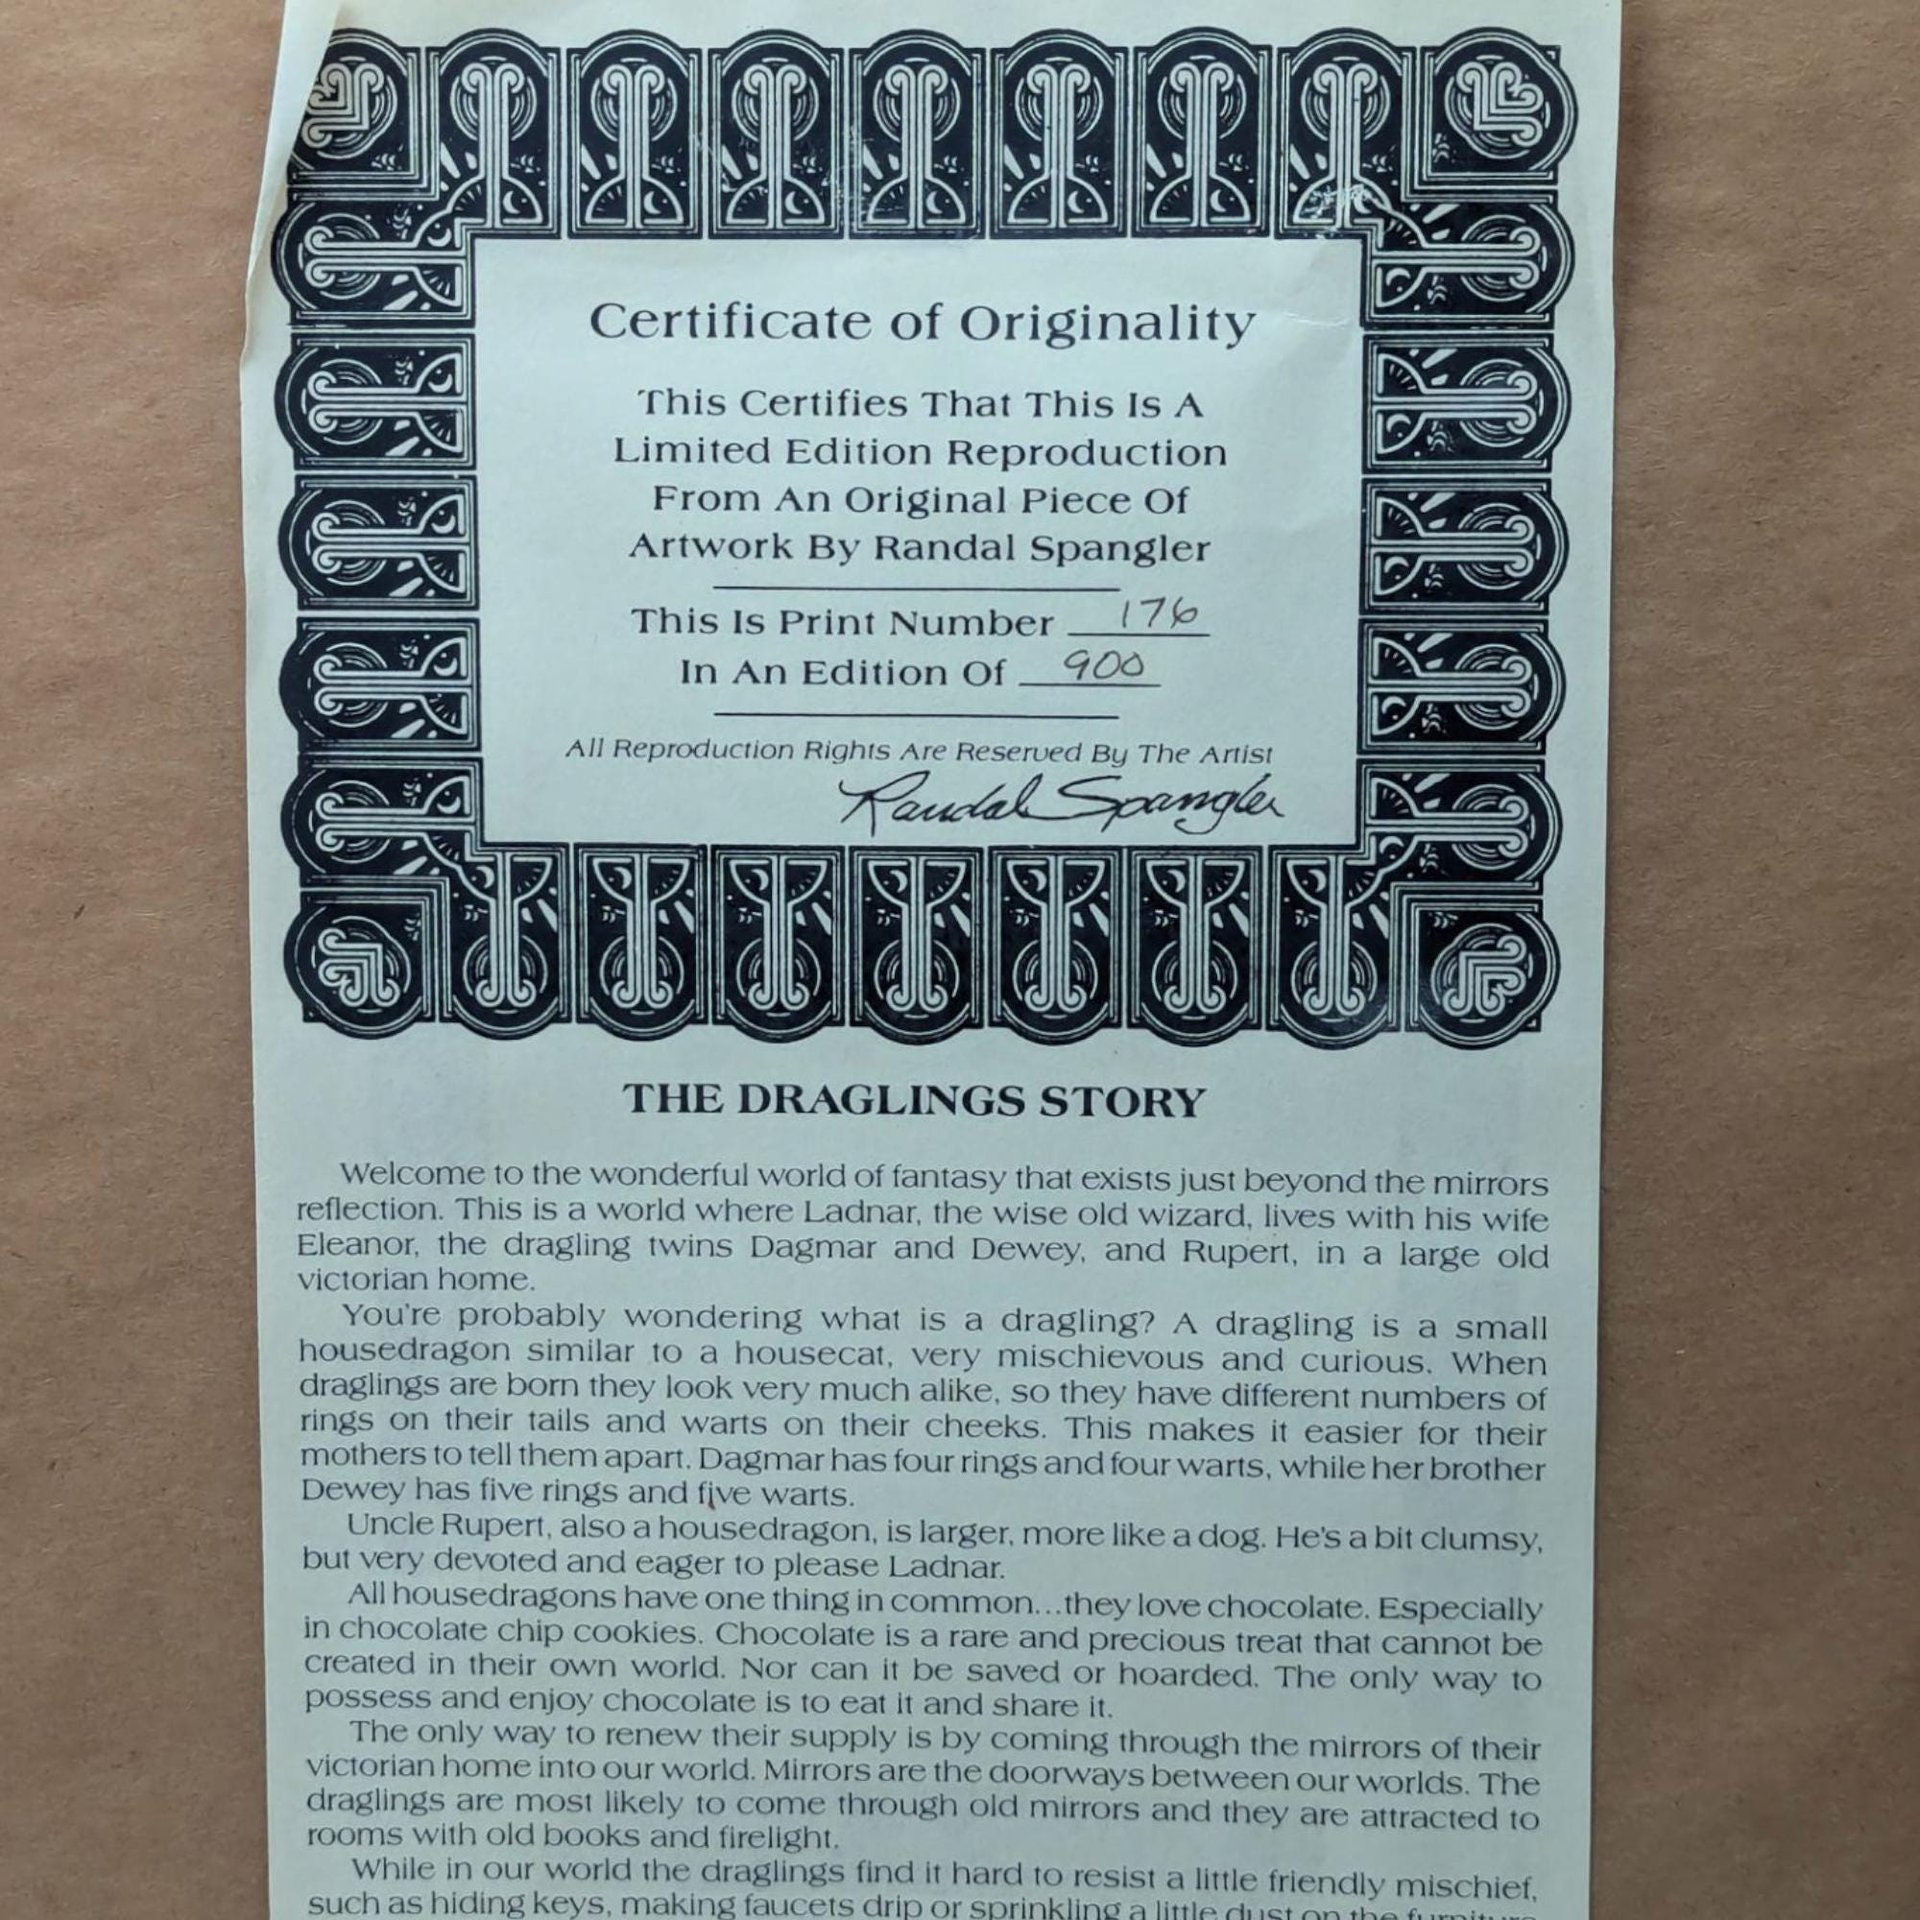 Certificate of Originality
This Certifies That This Is A
Limited Edition Reproduction
From An Original Piece Of
Artwork By Randal Spangler
This Is Print Number 176
In An Edition Of 900
All Reproduction Rights Are Reserved By The Artist
Randal Spangler
THE DRAGLINGS STORY
Welcome to the wonderful world of fantasy that exists just beyond the mirrors
reflection. This is a world where Ladnar, the wise old wizard, lives with his wife
Eleanor, the dragling twins Dagmar and Dewey, and Rupert, in a large old
victorian home.
You're probably wondering what is a dragling? A dragling is a small
housedragon similar to a housecat, very mischievous and curious. When
draglings are born they look very much alike, so they have different numbers of
rings on their tails and warts on their cheeks. This makes it easier for their
mothers to tell them apart. Dagmar has four rings and four warts, while her brother
Dewey has five rings and five warts.
Uncle Rupert, also a housedragon, is larger, more like a dog. He's a bit clumsy,
but very devoted and eager to please Ladnar.
All housedragons have one thing in common...they love chocolate. Especially
in chocolate chip cookies. Chocolate is a rare and precious treat that cannot be
created in their own world. Nor can it be saved or hoarded. The only way to
possess and enjoy chocolate is to eat it and share it.
The only way to renew their supply is by coming through the mirrors of their
victorian home into our world. Mirrors are the doorways between our worlds. The
draglings are most likely to come through old mirrors and they are attracted to
rooms with old books and firelight.
While in our world the draglings find it hard to resist a little friendly mischief,
such as hiding keys, making faucets drip or sprinkling a little dust on the furniture